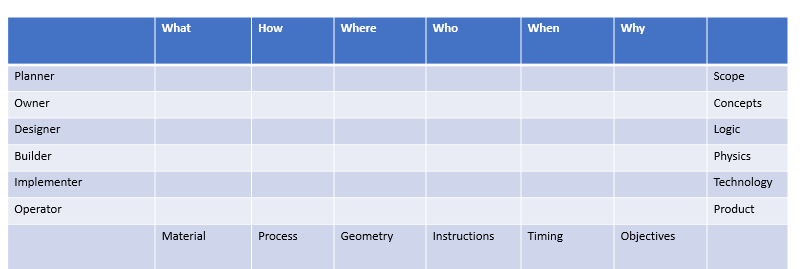 What How Where Who When Why
Planner Scope
Owner Concepts
Designer Logic
Builder Physics
Implementer Technology
Operator Product
Material Process Geometry Instructions Timing Objectives